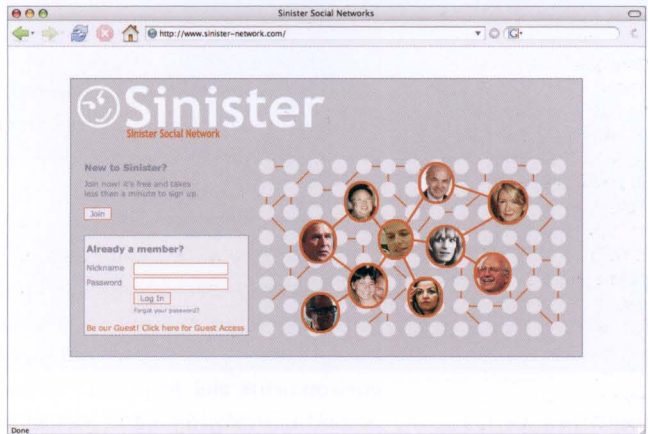 Sinister Social Networks
http://www.sinister-network.com/
G
Sinister
Sinister Social Network
New to Sinister?
Join now! it's free and takes
less than a minute to sign up.
Join
Already a member?
Nickname
Password
Log In
Forgot your password?
Be our Guest! Click here for Guest Access
Done